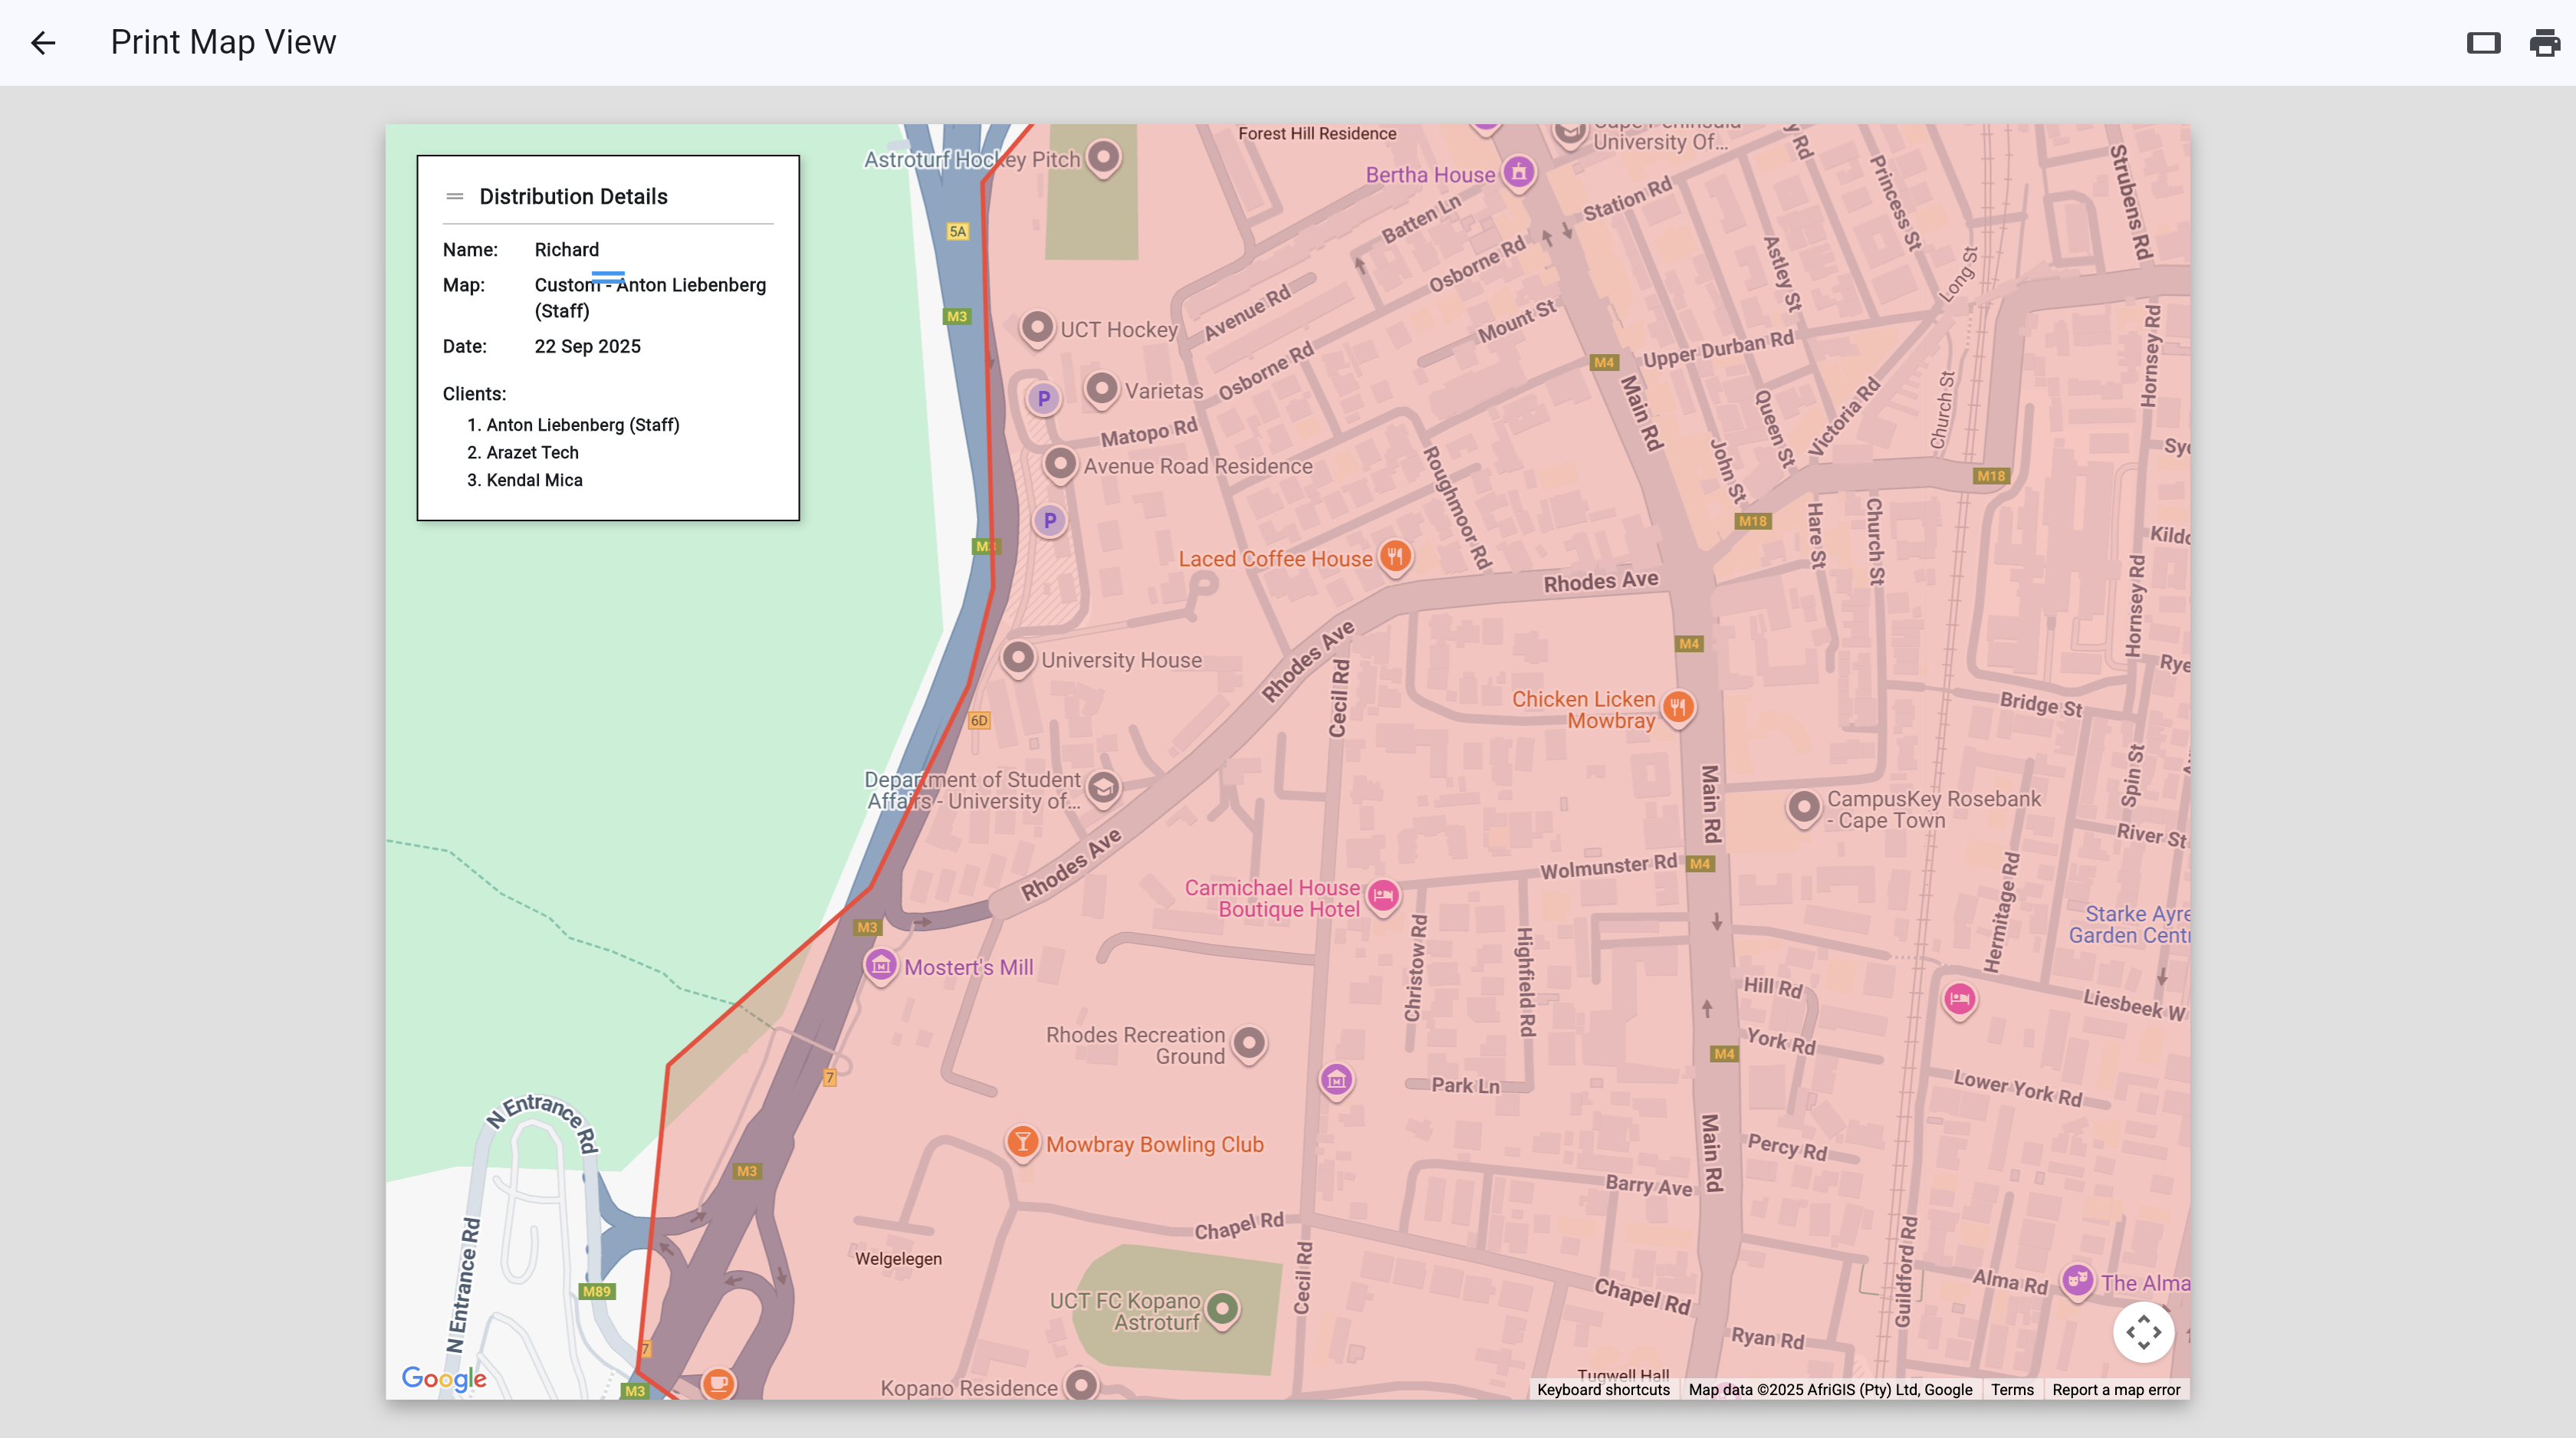 Print Map View
Distribution Details
Name: Richard
Map: Custom - Anton Liebenberg
(Staff)
Date: 22 Sep 2025
Clients:
1. Anton Liebenberg (Staff)
2. Arazet Tech
3. Kendal Mica
Forest Hill Residence
Astroturf Hockey Pitch
University Of...
Bertha House
Station Rd
Batten Ln
Princess St
Strubens Rd
5A
Osborne Rd
Astley St
Long St
M3
Avenue Rd
Mount St
UCT Hockey
Upper Durban Rd
Hornsey Rd
M4
Osborne Rd
Varietas
Main Rd
Queen St
Victoria Rd
Church St
Matopo Rd
Avenue Road Residence
Roughmoor Rd
John St
M18
P
P
M18
Hare St
Church St
Laced Coffee House
Rhodes Ave
Hornsey Rd
M4
Rhodes Ave
Cecil Rd
University House
Chicken Licken
Mowbray
Bridge St
6D
Spin St
Department of Student
Affairs - University of...
Main Rd
CampusKey Rosebank
- Cape Town
River St
Rhodes Ave
Wolmunster Rd
M4
Carmichael House
Boutique Hotel
Hermitage Rd
Starke Ayre
Garden Cent
M3
Christow Rd
Highfield Rd
Mostert's Mill
Hill Rd
Liesbeek W
Rhodes Recreation
Ground
York Rd
M4
7
Park Ln
Lower York Rd
N Entrance Rd
Mowbray Bowling Club
Main Rd
Percy Rd
M3
Barry Ave
Chapel Rd
N Entrance Rd
Welgelegen
Cecil Rd
Guildford Rd
Alma Rd
The Alma
M89
Chapel Rd
UCT FC Kopano
Astroturf
Ryan Rd
7
Google
M3
Kopano Residence
Tugwell Hall
Keyboard shortcuts
Map data ©2025 AfriGIS (Pty) Ltd, Google
Terms
Report a map error